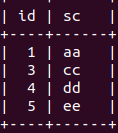 | id | sc |
+----+------+
| 1 | aa |
| 3 | cc |
| 4 | dd |
| 5 | ee |
+----+------+